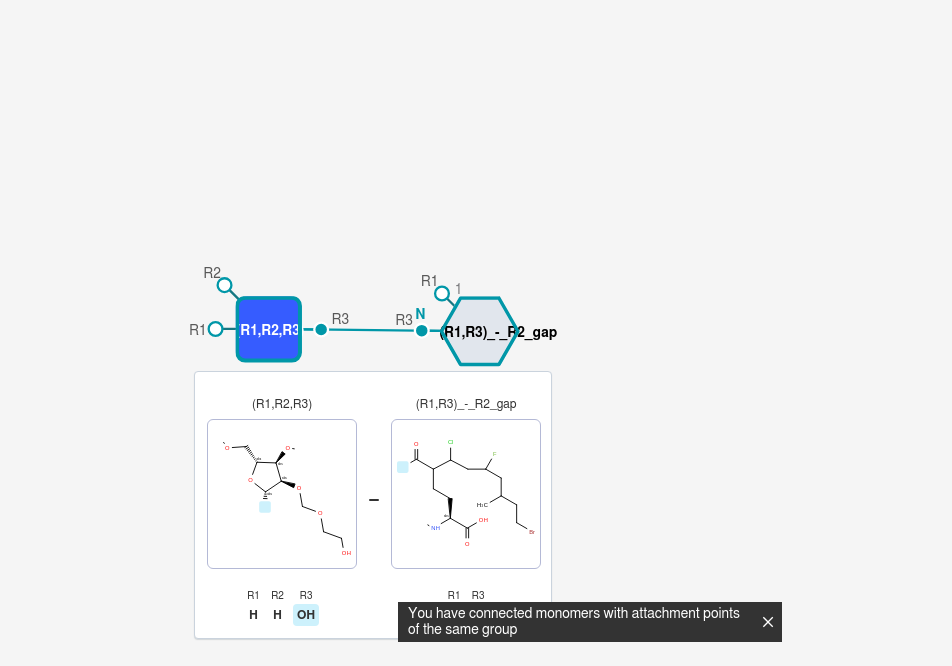 R2
R1
R1,R2,R3
R3
R3
N
R1
1
(R1,R3)_-_R2_gap
(R1,R2,R3)
(R1,R3)_-_R2_gap
O
O
O
O
O
OH
–
O
Cl
F
H₃C
NH
OH
O
Br
R1 R2 R3
H H OH
R1 R3
You have connected monomers with attachment points
of the same group